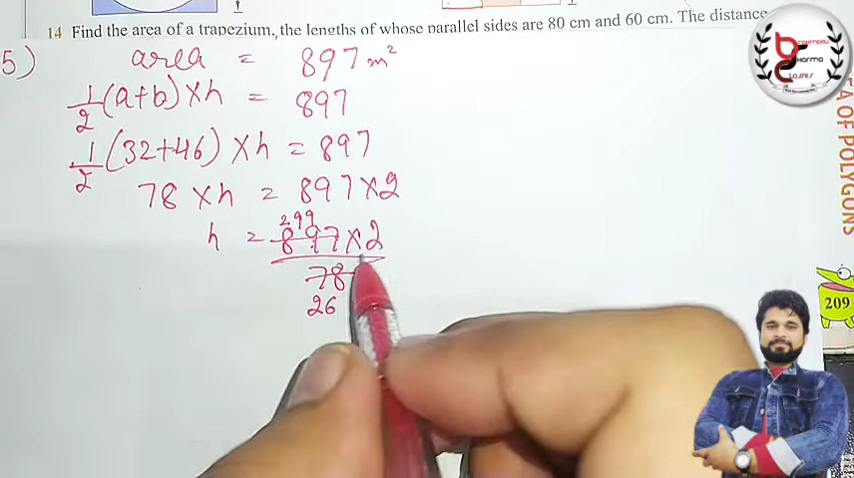 14 Find the area of a trapezium, the lengths of whose parallel sides are 80 cm and 60 cm. The distance
5) area = 897 m²
1/2 (a+b) × h = 897
1/2 (32+46) × h = 897
78 × h = 897 × 2
299
h = 897 × 2
78
26
A OF POLYGONS
209